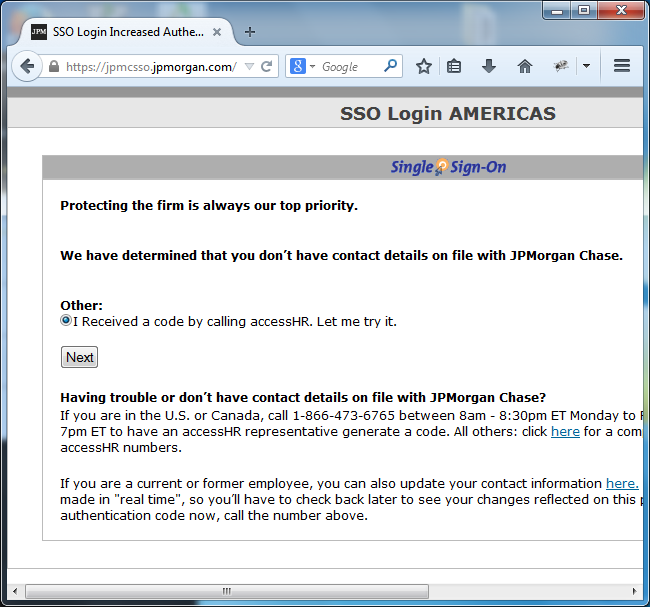 JPM SSO Login Increased Authe...
https://jpmcsso.jpmorgan.com/
Google
SSO Login AMERICAS
Single Sign-On
Protecting the firm is always our top priority.
We have determined that you don't have contact details on file with JPMorgan Chase.
Other:
I Received a code by calling accessHR. Let me try it.
Next
Having trouble or don't have contact details on file with JPMorgan Chase?
If you are in the U.S. or Canada, call 1-866-473-6765 between 8am - 8:30pm ET Monday to
7pm ET to have an accessHR representative generate a code. All others: click here for a
accessHR numbers.
If you are a current or former employee, you can also update your contact information here.
made in "real time", so you'll have to check back later to see your changes reflected on this
authentication code now, call the number above.